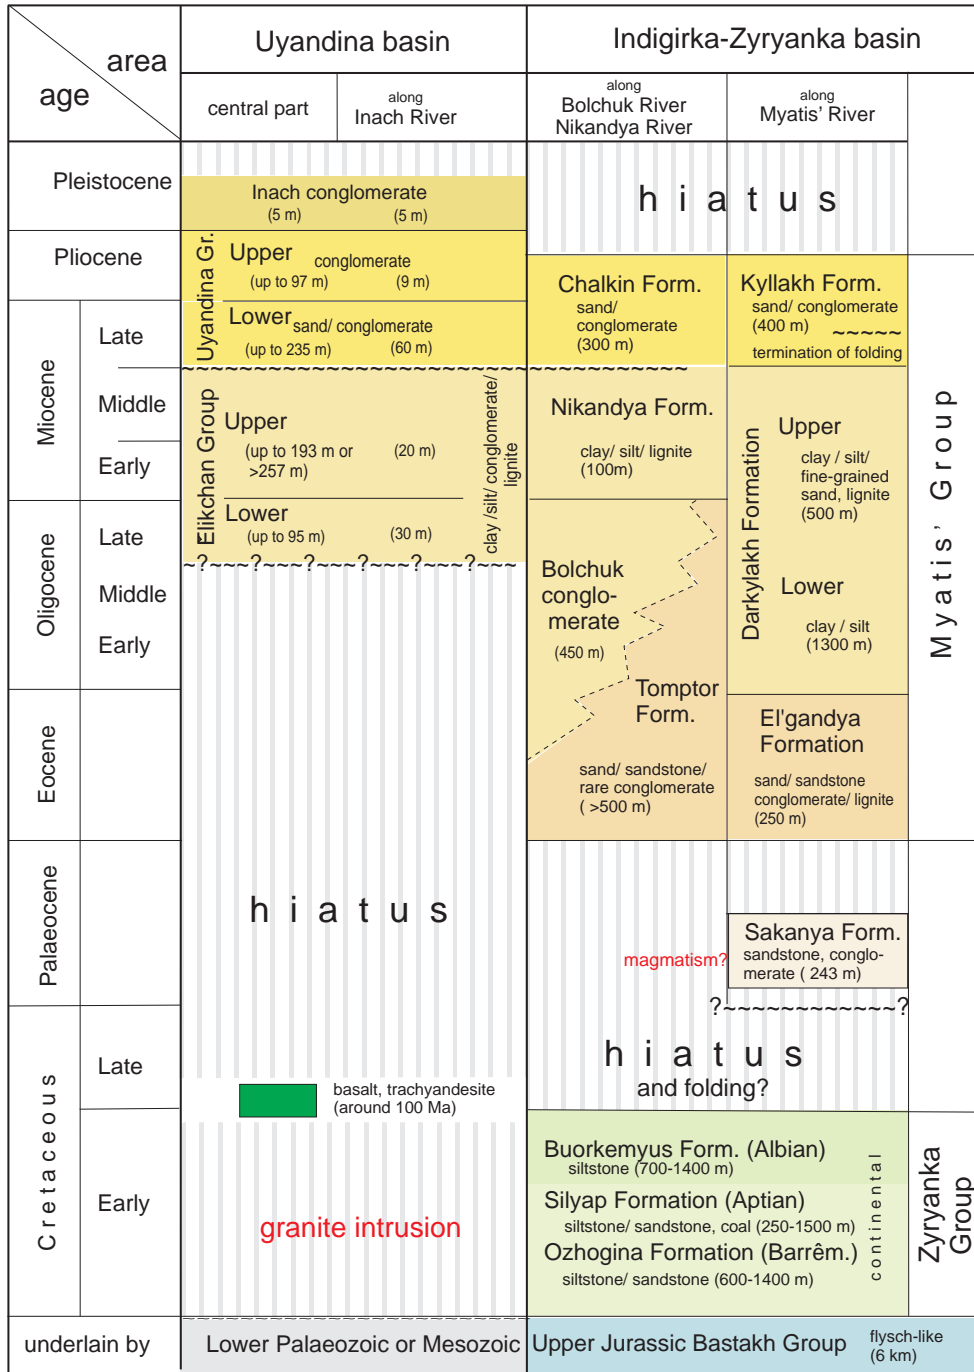 area
age
Uyandina basin
Indigirka-Zyryanka basin
central part
along
Inach River
along
Bolchuk River
Nikandya River
along
Myatis' River
Pleistocene
Inach conglomerate
(5 m) (5 m)
hiatus
Pliocene
Uyandina Gr.
Upper conglomerate
(up to 97 m) (9 m)
Lower sand/ conglomerate
(up to 235 m) (60 m)
Chalkin Form.
sand/
conglomerate
(300 m)
Kyllakh Form.
sand/ conglomerate
(400 m) ~~~~~
termination of folding
Miocene
Late
Middle
Early
Elikchan Group
Upper
(up to 193 m or
>257 m)
(20 m)
Lower
(up to 95 m) (30 m)
clay /silt/ conglomerate/
lignite
~?~~~?~~~?~~~?~~~?~~~?~~~
Nikandya Form.
clay/ silt/ lignite
(100m)
Darkylakh Formation
Upper
clay / silt/
fine-grained
sand, lignite
(500 m)
Lower
clay / silt
(1300 m)
Myatis' Group
Oligocene
Late
Middle
Early
Bolchuk
conglo-
merate
(450 m)
Tomptor
Form.
sand/ sandstone/
rare conglomerate
( >500 m)
El'gandya
Formation
sand/ sandstone
conglomerate/ lignite
(250 m)
Eocene
Palaeocene
hiatus
magmatism?
Sakanya Form.
sandstone, conglo-
merate ( 243 m)
?~~~~~~~~~~~~?
hiatus
and folding?
Cretaceous
Late
Early
basalt, trachyandesite
(around 100 Ma)
granite intrusion
Buorkemyus Form. (Albian)
siltstone (700-1400 m)
Silyap Formation (Aptian)
siltstone/ sandstone, coal (250-1500 m)
Ozhogina Formation (Barrêm.)
siltstone/ sandstone (600-1400 m)
continental
Zyryanka
Group
underlain by
Lower Palaeozoic or Mesozoic
Upper Jurassic Bastakh Group
flysch-like
(6 km)